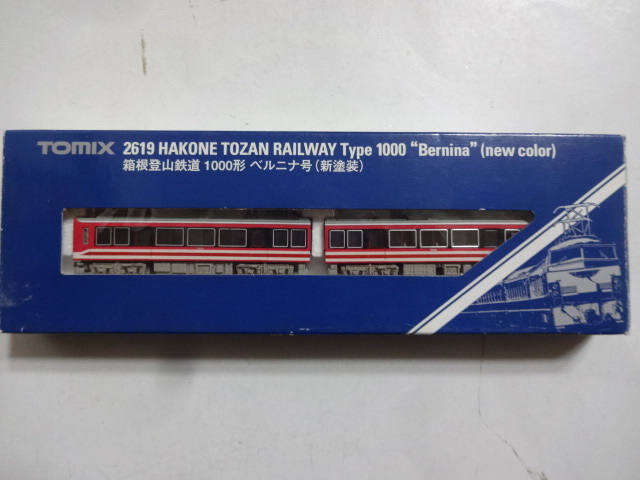 TOMIX 2619 HAKONE TOZAN RAILWAY Type 1000 "Bernina" (new color)
箱根登山鉄道 1000形 ベルニナ号(新塗装)